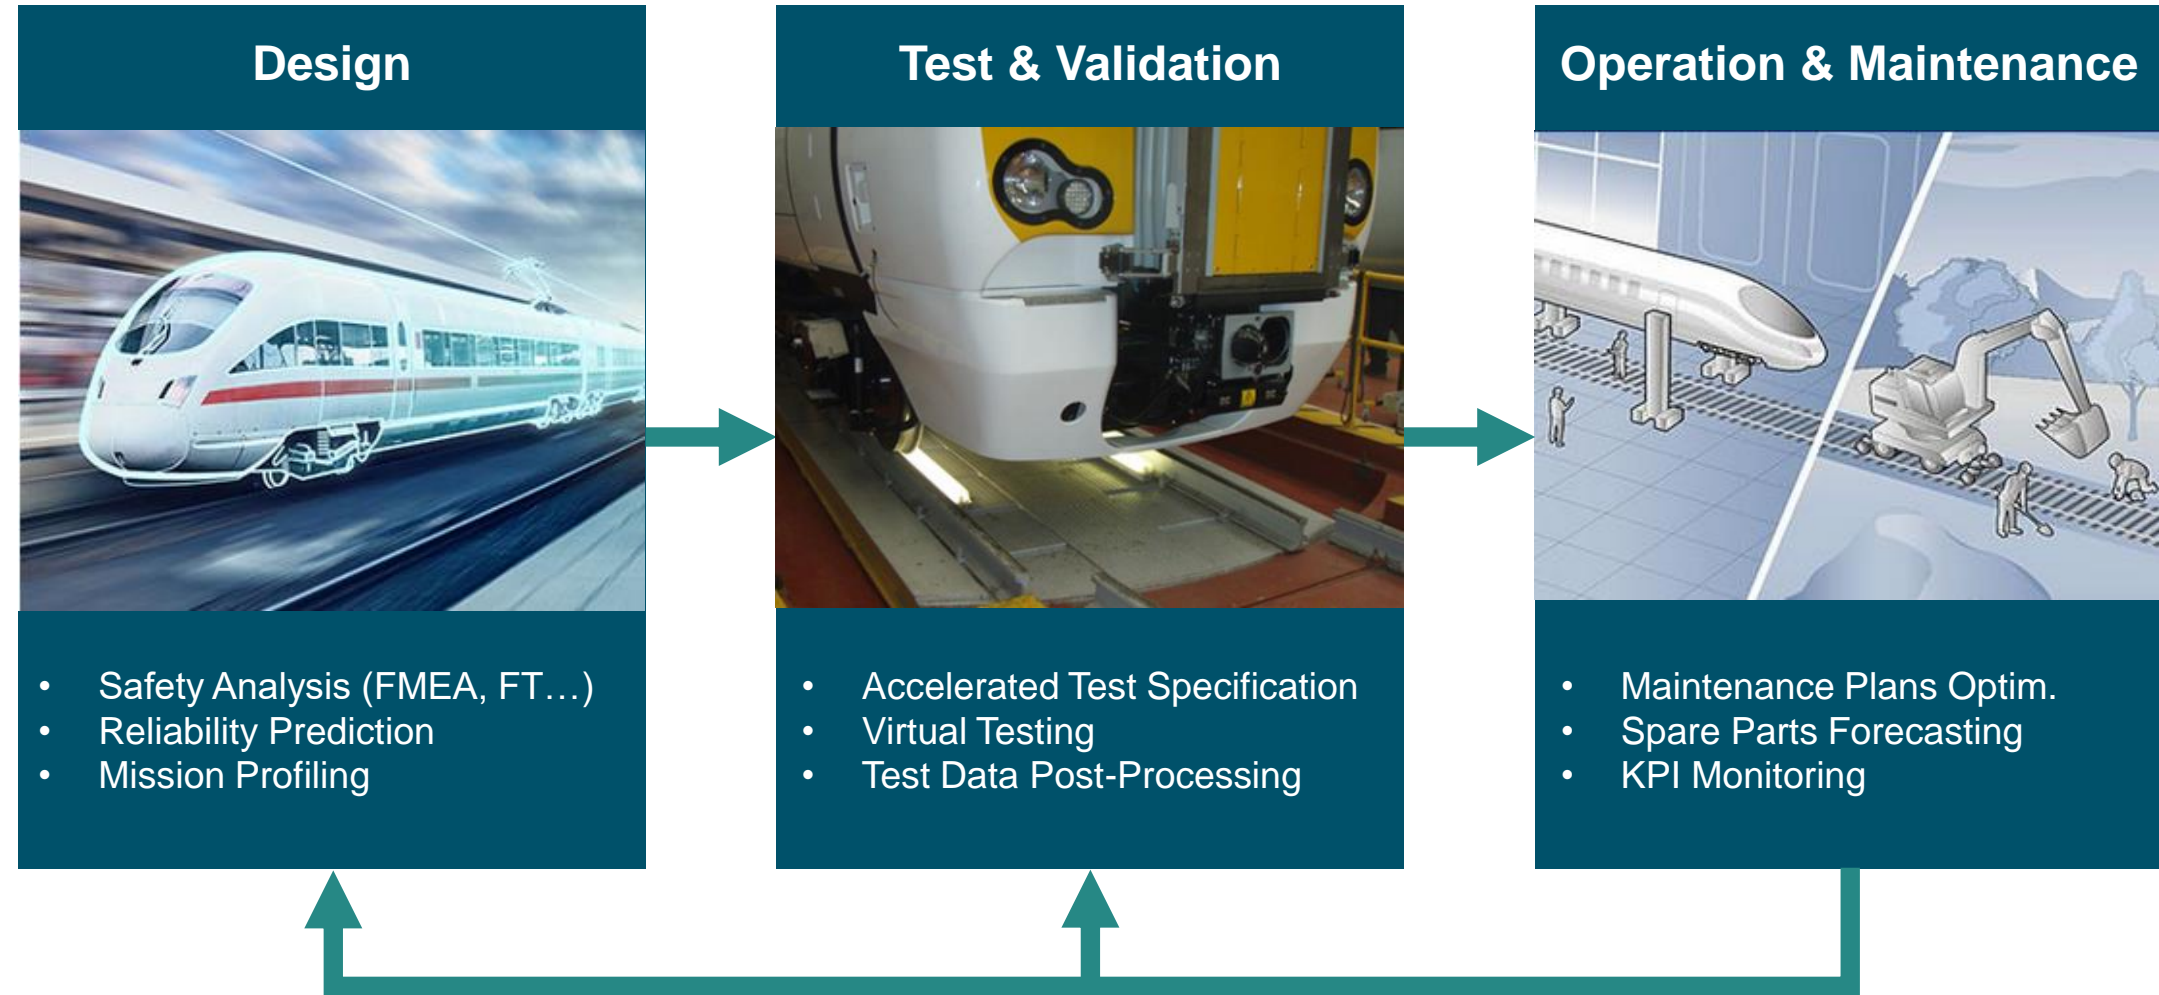 Design
• Safety Analysis (FMEA, FT…)
• Reliability Prediction
• Mission Profiling
Test & Validation
• Accelerated Test Specification
• Virtual Testing
• Test Data Post-Processing
Operation & Maintenance
• Maintenance Plans Optim.
• Spare Parts Forecasting
• KPI Monitoring